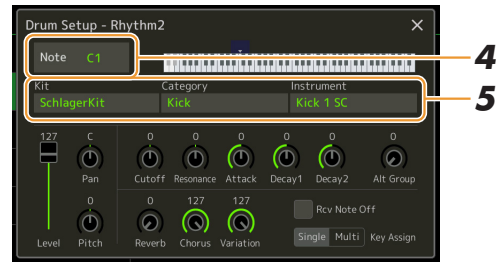 Drum Setup - Rhythm2
Note C1
4
Kit Category Instrument
SchlagerKit Kick Kick 1 SC
5
127 C 0 0 0 0 0 0
Pan Cutoff Resonance Attack Decay1 Decay2 Alt Group
0 0 127 127
Rcv Note Off
Single Multi Key Assign
Level Pitch Reverb Chorus Variation